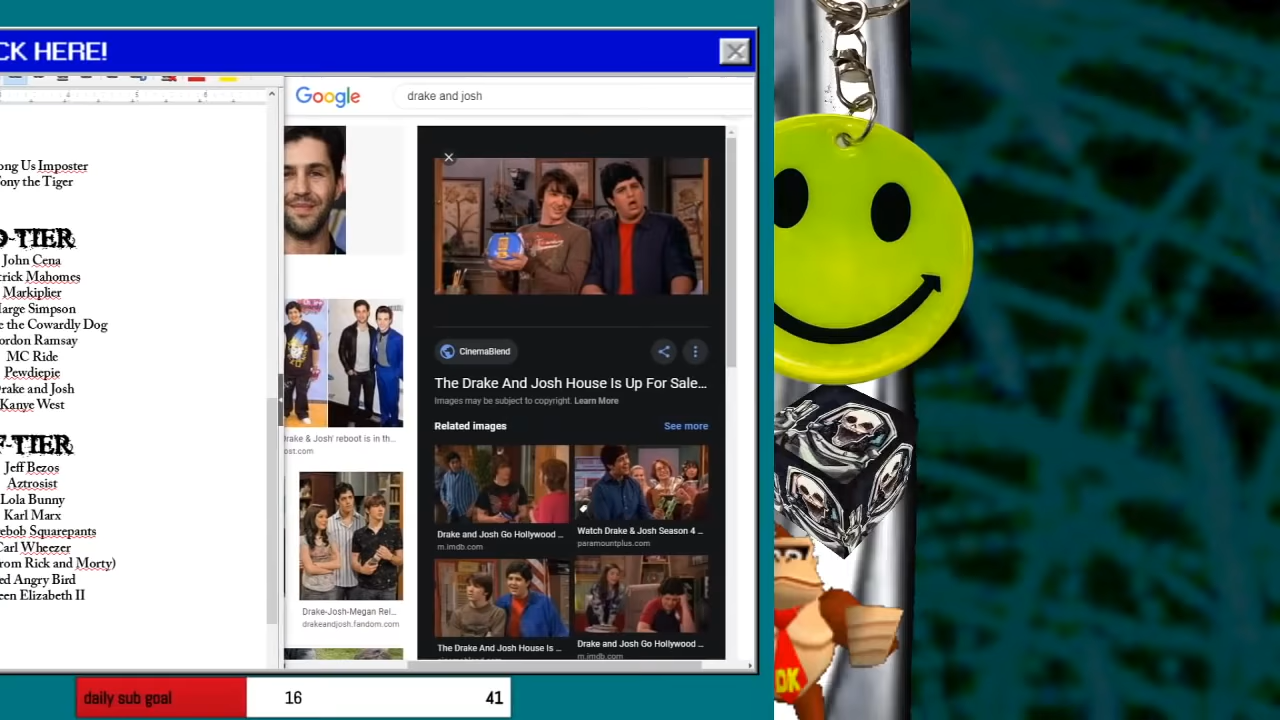 CK HERE!
Google
drake and josh
ong Us Imposter
ony the Tiger
D-TIER
John Cena
trick Mahomes
Markiplier
arge Simpson
e the Cowardly Dog
ordon Ramsay
MC Ride
Pewdiepie
rake and Josh
Kanye West
F-TIER
Jeff Bezos
Aztrosist
Lola Bunny
Karl Marx
ebob Squarepants
Carl Wheezer
rom Rick and Morty)
ed Angry Bird
een Elizabeth II
Drake & Josh' reboot is in th...
ost.com
Drake-Josh-Megan Rel...
drakeandjosh.fandom.com
CinemaBlend
The Drake And Josh House Is Up For Sale...
Images may be subject to copyright. Learn More
Related images
See more
Drake and Josh Go Hollywood ...
m.imdb.com
Watch Drake & Josh Season 4 ...
paramountplus.com
The Drake And Josh House Is ...
cinemablend.com
Drake and Josh Go Hollywood ...
m.imdb.com
DK
daily sub goal
16
41